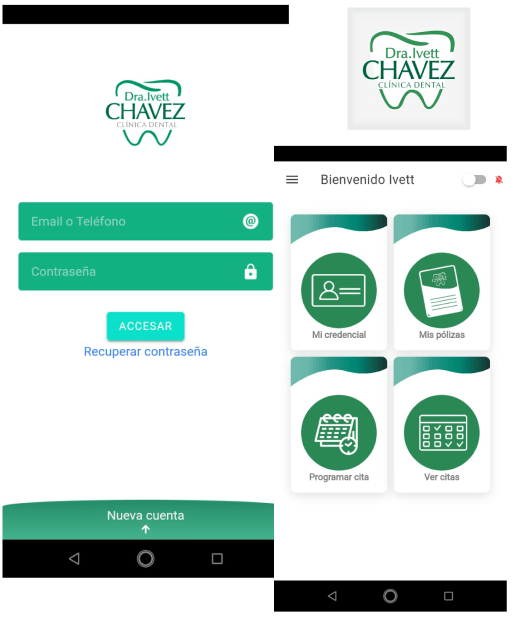 Dra.Ivett
CHAVEZ
CLÍNICA DENTAL
Email o Teléfono
@
Contraseña
ACCESAR
Recuperar contraseña
Nueva cuenta
Dra.Ivett
CHAVEZ
CLÍNICA DENTAL
Bienvenido Ivett
Mi credencial
Mis pólizas
Programar cita
Ver citas